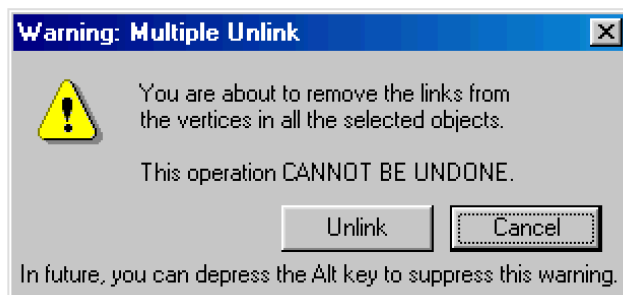 Warning: Multiple Unlink
You are about to remove the links from
the vertices in all the selected objects.
This operation CANNOT BE UNDONE.
Unlink Cancel
In future, you can depress the Alt key to suppress this warning.